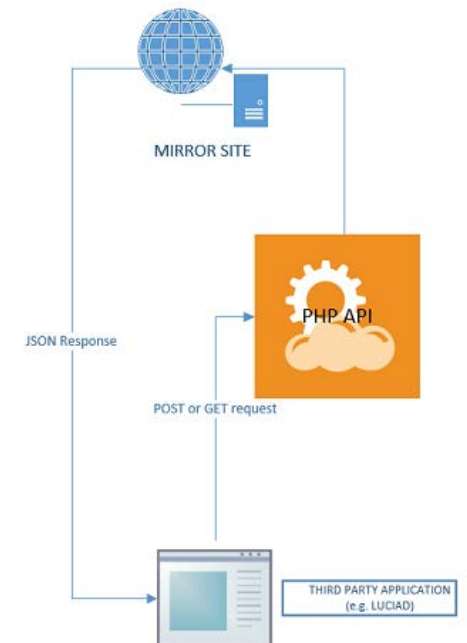 MIRROR SITE
PHP API
JSON Response
POST or GET request
THIRD PARTY APPLICATION
(e.g. LUCIAD)